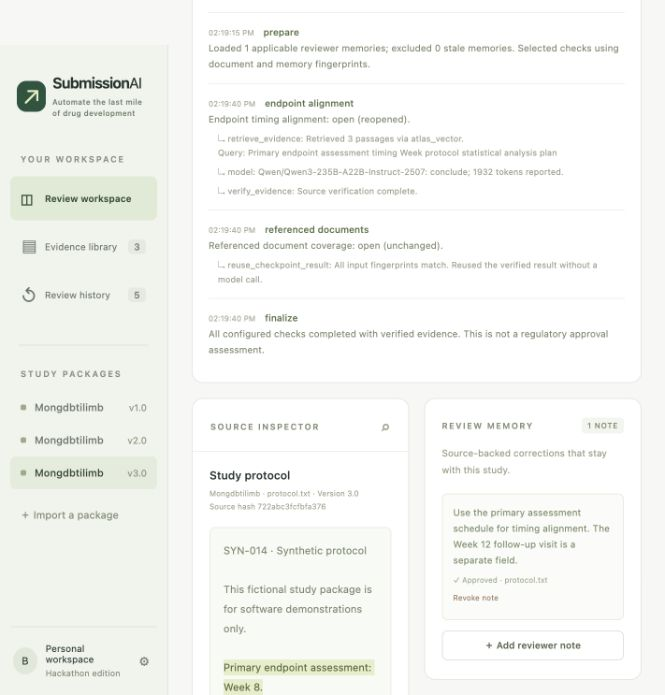 SubmissionAI
Automate the last mile
of drug development
YOUR WORKSPACE
Review workspace
Evidence library 3
Review history 5
STUDY PACKAGES
Mongdbtilimb v1.0
Mongdbtilimb v2.0
Mongdbtilimb v3.0
+ Import a package
B
Personal
workspace
Hackathon edition
02:19:15 PM prepare
Loaded 1 applicable reviewer memories; excluded 0 stale memories. Selected checks using
document and memory fingerprints.
02:19:40 PM endpoint alignment
Endpoint timing alignment: open (reopened).
retrieve_evidence: Retrieved 3 passages via atlas_vector.
Query: Primary endpoint assessment timing Week protocol statistical analysis plan
model: Qwen/Qwen3-235B-A22B-Instruct-2507: conclude; 1932 tokens reported.
verify_evidence: Source verification complete.
02:19:40 PM referenced documents
Referenced document coverage: open (unchanged).
reuse_checkpoint_result: All input fingerprints match. Reused the verified result without a
model call.
02:19:40 PM finalize
All configured checks completed with verified evidence. This is not a regulatory approval
assessment.
SOURCE INSPECTOR
Study protocol
Mongdbtilimb · protocol.txt · Version 3.0
Source hash 722abc3fcfbfa376
SYN-014 · Synthetic protocol
This fictional study package is
for software demonstrations
only.
Primary endpoint assessment:
Week 8.
REVIEW MEMORY 1 NOTE
Source-backed corrections that stay
with this study.
Use the primary assessment
schedule for timing alignment. The
Week 12 follow-up visit is a
separate field.
✓ Approved · protocol.txt
Revoke note
+ Add reviewer note